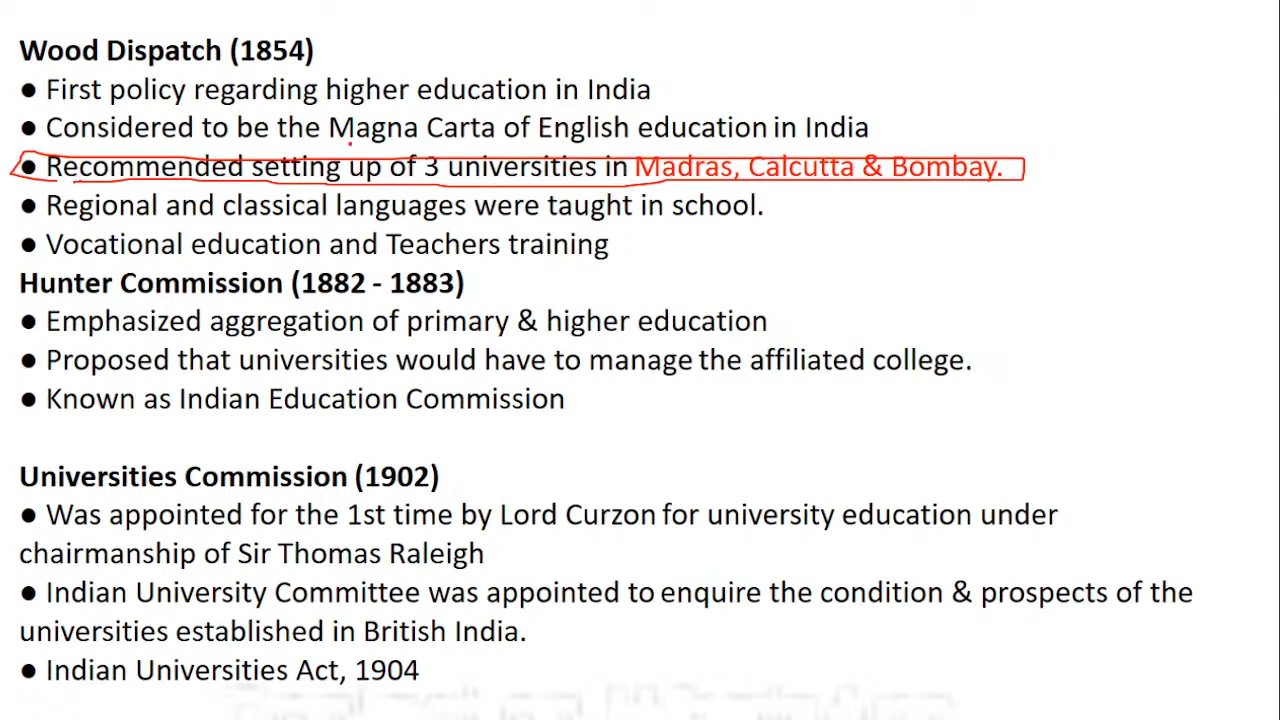 Wood Dispatch (1854)
● First policy regarding higher education in India
● Considered to be the Magna Carta of English education in India
● Recommended setting up of 3 universities in Madras, Calcutta & Bombay.
● Regional and classical languages were taught in school.
● Vocational education and Teachers training
Hunter Commission (1882 - 1883)
● Emphasized aggregation of primary & higher education
● Proposed that universities would have to manage the affiliated college.
● Known as Indian Education Commission
Universities Commission (1902)
● Was appointed for the 1st time by Lord Curzon for university education under
chairmanship of Sir Thomas Raleigh
● Indian University Committee was appointed to enquire the condition & prospects of the
universities established in British India.
● Indian Universities Act, 1904